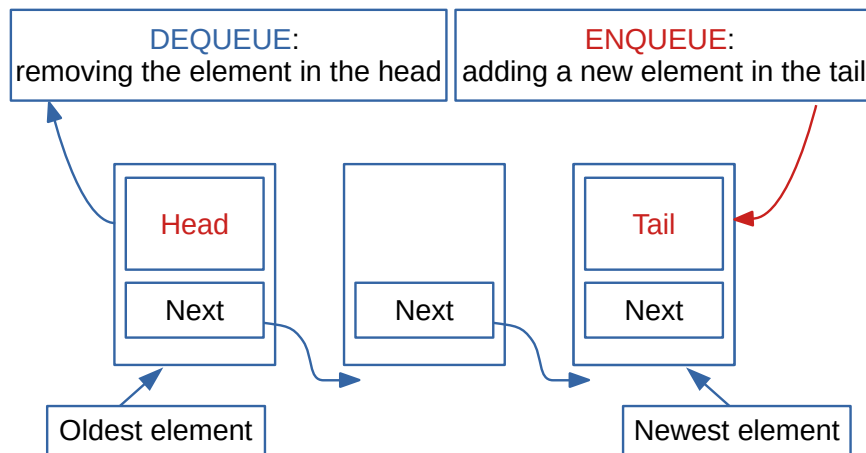 DEQUEUE:
removing the element in the head
ENQUEUE:
adding a new element in the tail
Head
Tail
Next
Next
Next
Oldest element
Newest element